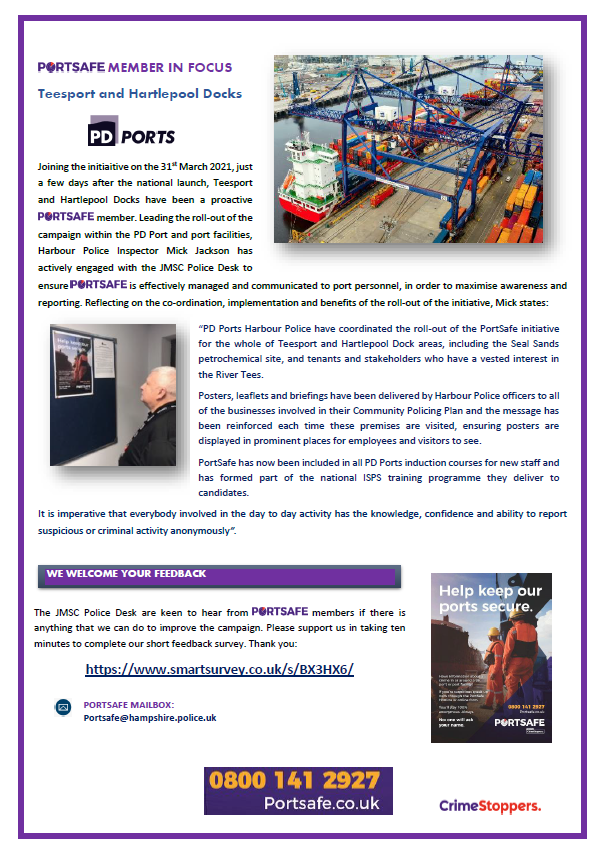 PORTSAFE MEMBER IN FOCUS
Teesport and Hartlepool Docks
PD PORTS
Joining the initiaitive on the 31st March 2021, just
a few days after the national launch, Teesport
and Hartlepool Docks have been a proactive
PORTSAFE member. Leading the roll-out of the
campaign within the PD Port and port facilities,
Harbour Police Inspector Mick Jackson has
actively engaged with the JMSC Police Desk to
ensure PORTSAFE is effectively managed and communicated to port personnel, in order to maximise awareness and
reporting. Reflecting on the co-ordination, implementation and benefits of the roll-out of the initiative, Mick states:
“PD Ports Harbour Police have coordinated the roll-out of the PortSafe initiative
for the whole of Teesport and Hartlepool Dock areas, including the Seal Sands
petrochemical site, and tenants and stakeholders who have a vested interest in
the River Tees.
Posters, leaflets and briefings have been delivered by Harbour Police officers to all
of the businesses involved in their Community Policing Plan and the message has
been reinforced each time these premises are visited, ensuring posters are
displayed in prominent places for employees and visitors to see.
PortSafe has now been included in all PD Ports induction courses for new staff and
has formed part of the national ISPS training programme they deliver to
candidates.
It is imperative that everybody involved in the day to day activity has the knowledge, confidence and ability to report
suspicious or criminal activity anonymously“.
WE WELCOME YOUR FEEDBACK
The JMSC Police Desk are keen to hear from PORTSAFE members if there is
anything that we can do to improve the campaign. Please support us in taking ten
minutes to complete our short feedback survey. Thank you:
https://www.smartsurvey.co.uk/s/BX3HX6/
PORTSAFE MAILBOX:
Portsafe@hampshire.police.uk
Help keep our
ports secure.
0800 141 2927
Portsafe.co.uk
No one will ask
your name.
PORTSAFE
CrimeStoppers.
0800 141 2927
Portsafe.co.uk
CrimeStoppers.